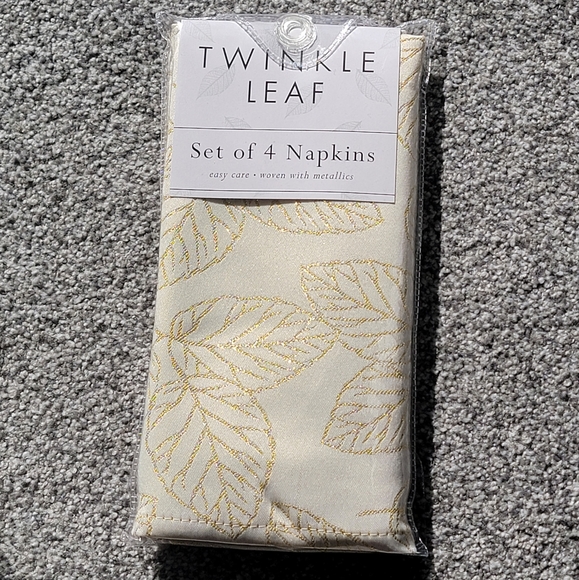 TWINKLE
LEAF
Set of 4 Napkins
easy care • woven with metallics